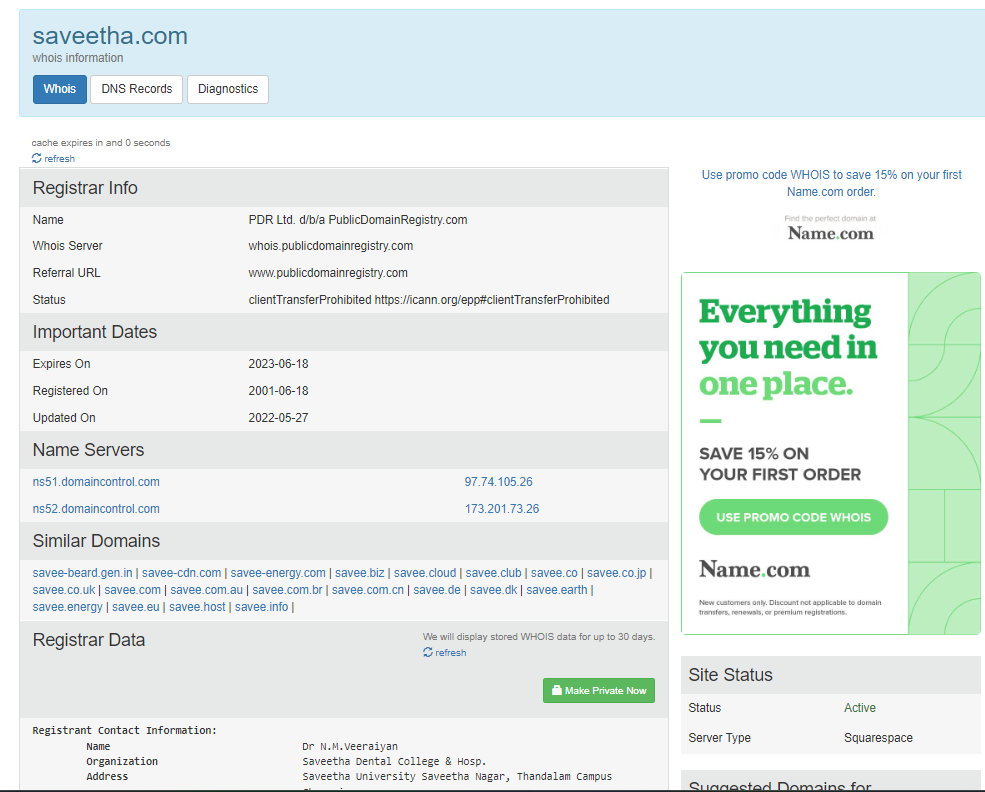 saveetha.com
whois information
Whois DNS Records Diagnostics
cache expires in and 0 seconds
refresh
Registrar Info
Name PDR Ltd. d/b/a PublicDomainRegistry.com
Whois Server whois.publicdomainregistry.com
Referral URL www.publicdomainregistry.com
Status clientTransferProhibited https://icann.org/epp#clientTransferProhibited
Important Dates
Expires On 2023-06-18
Registered On 2001-06-18
Updated On 2022-05-27
Name Servers
ns51.domaincontrol.com 97.74.105.26
ns52.domaincontrol.com 173.201.73.26
Similar Domains
savee-beard.gen.in | savee-cdn.com | savee-energy.com | savee.biz | savee.cloud | savee.club | savee.co | savee.co.jp |
savee.co.uk | savee.com | savee.com.au | savee.com.br | savee.com.cn | savee.de | savee.dk | savee.earth |
savee.energy | savee.eu | savee.host | savee.info |
Registrar Data
We will display stored WHOIS data for up to 30 days.
refresh
Make Private Now
Registrant Contact Information:
Name Dr N.M.Veeraiyan
Organization Saveetha Dental College & Hosp.
Address Saveetha University Saveetha Nagar, Thandalam Campus
Use promo code WHOIS to save 15% on your first
Name.com order.
Find the perfect domain at
Name.com
Everything
you need in
one place.
SAVE 15% ON
YOUR FIRST ORDER
USE PROMO CODE WHOIS
Name.com
New customers only. Discount not applicable to domain
transfers, renewals, or premium registrations.
Site Status
Status Active
Server Type Squarespace
Suggested Domains for